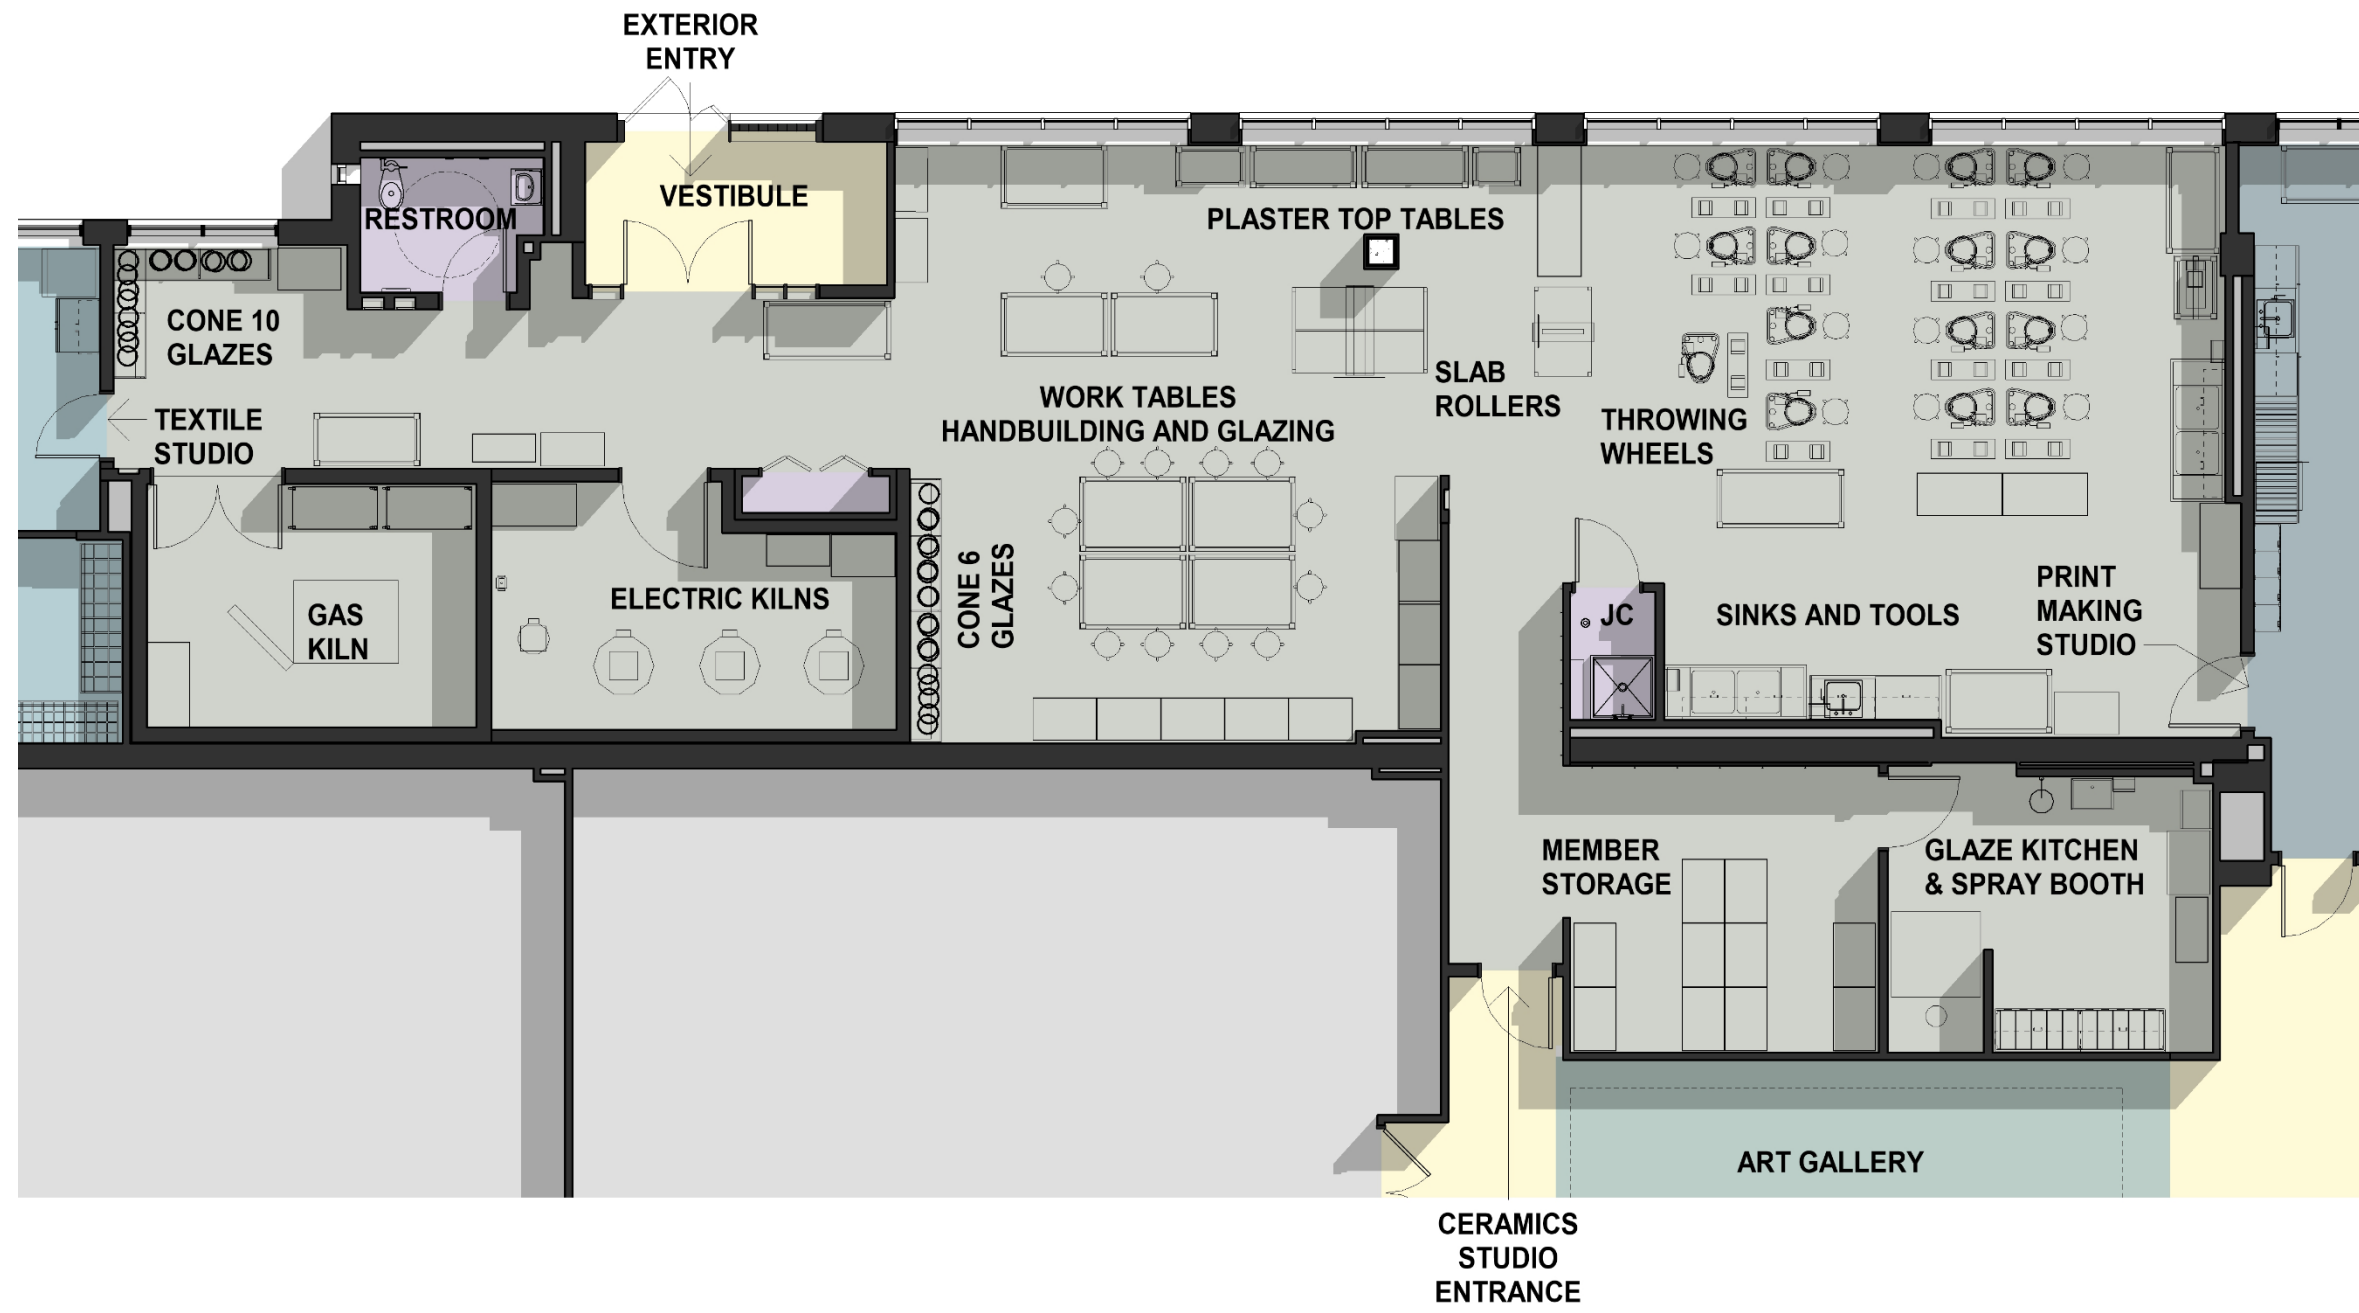 EXTERIOR
ENTRY
VESTIBULE
RESTROOM
PLASTER TOP TABLES
CONE 10
GLAZES
SLAB
ROLLERS
WORK TABLES
HANDBUILDING AND GLAZING
TEXTILE
STUDIO
THROWING
WHEELS
CONE 6
GLAZES
ELECTRIC KILNS
GAS
KILN
JC
SINKS AND TOOLS
PRINT
MAKING
STUDIO
MEMBER
STORAGE
GLAZE KITCHEN
& SPRAY BOOTH
ART GALLERY
CERAMICS
STUDIO
ENTRANCE